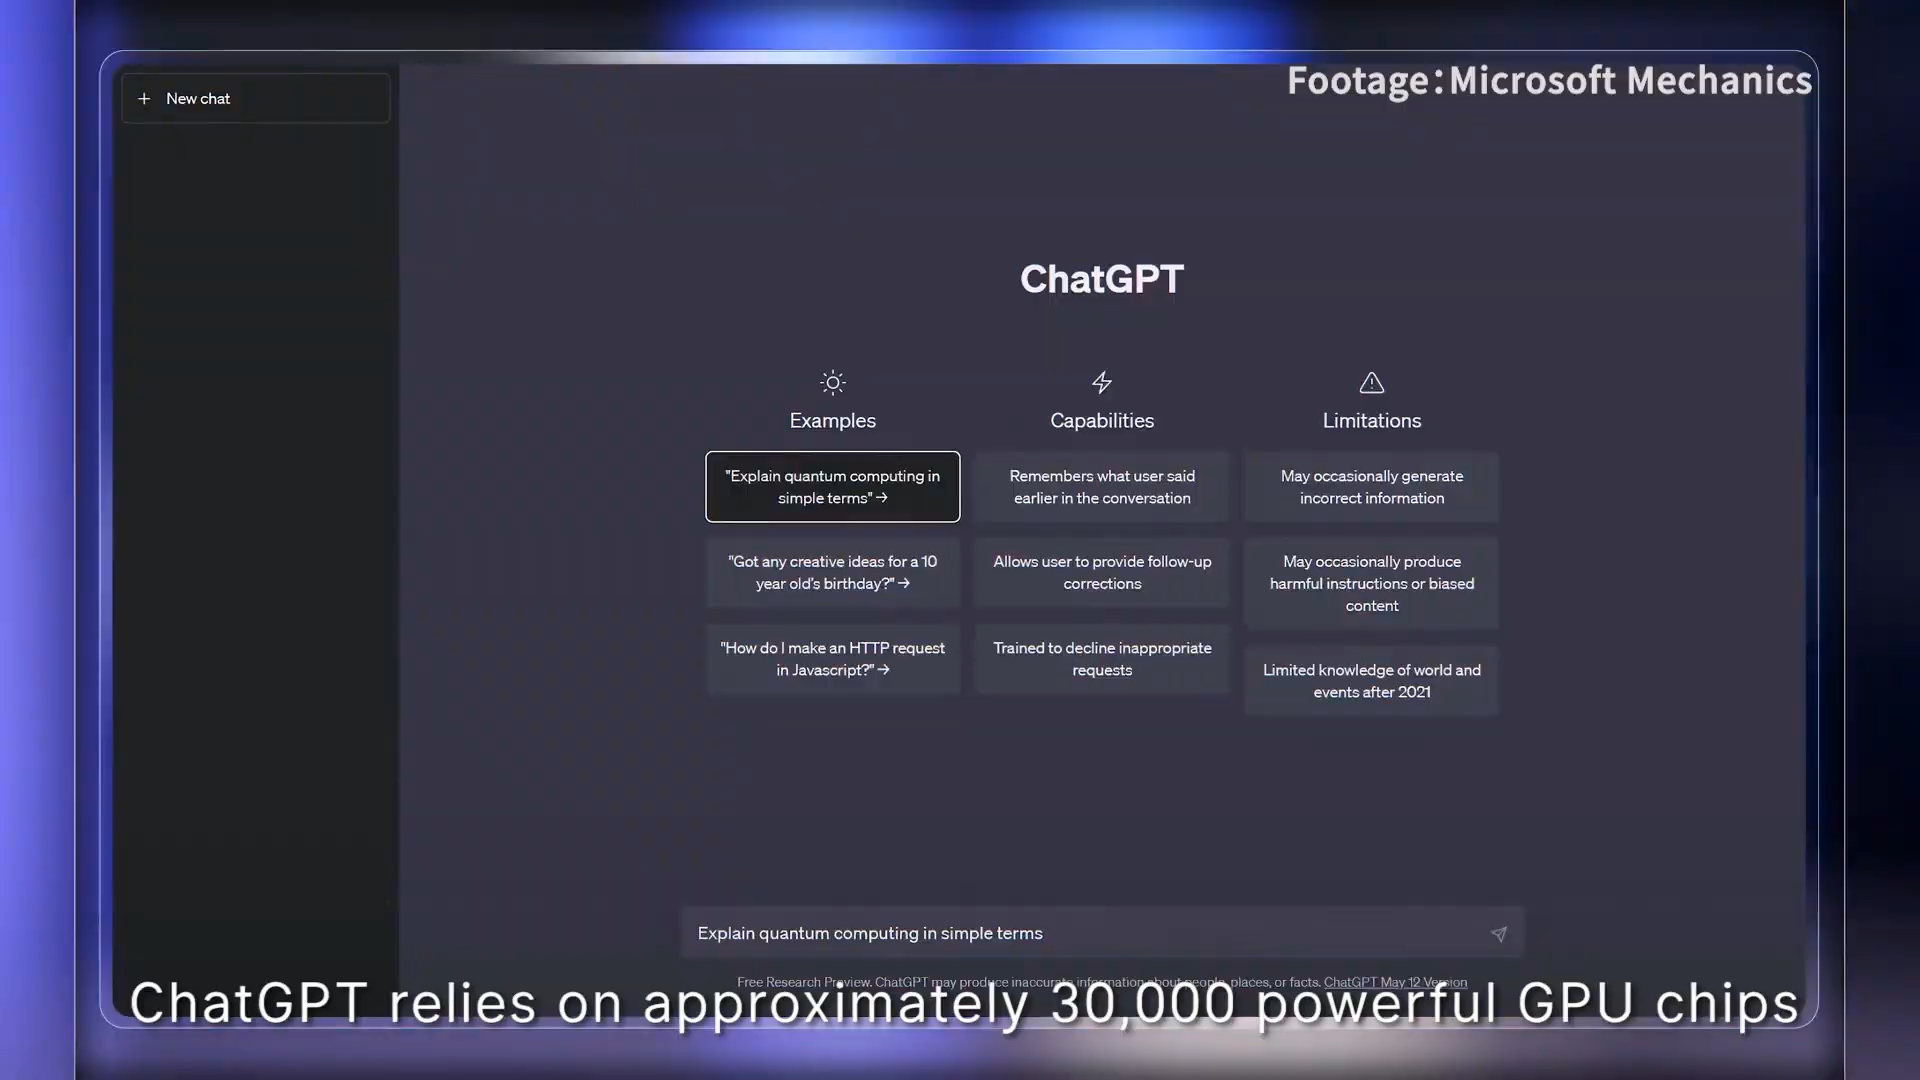 + New chat
Footage:Microsoft Mechanics
ChatGPT
Examples
"Explain quantum computing in
simple terms" →
"Got any creative ideas for a 10
year old's birthday?" →
"How do I make an HTTP request
in Javascript?" →
Capabilities
Remembers what user said
earlier in the conversation
Allows user to provide follow-up
corrections
Trained to decline inappropriate
requests
Limitations
May occasionally generate
incorrect information
May occasionally produce
harmful instructions or biased
content
Limited knowledge of world and
events after 2021
Explain quantum computing in simple terms
Free Research Preview. ChatGPT may produce inaccurate information about people, places, or facts. ChatGPT May 12 Version
ChatGPT relies on approximately 30,000 powerful GPU chips